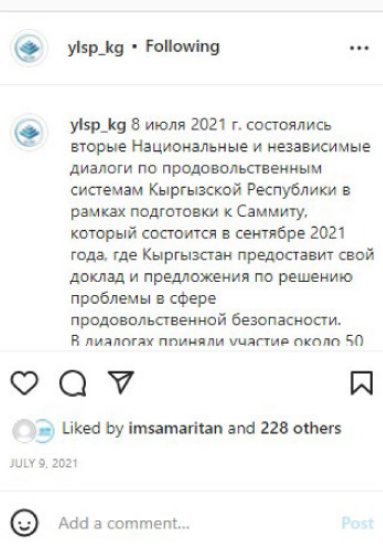 ylsp_kg • Following
ylsp_kg 8 июля 2021 г. состоялись
вторые Национальные и независимые
диалоги по продовольственным
системам Кыргызской Республики в
рамках подготовки к Саммиту,
который состоится в сентябре 2021
года, где Кыргызстан предоставит свой
доклад и предложения по решению
проблемы в сфере
продовольственной безопасности.
В диалогах приняли участие около 50
Liked by imsamaritan and 228 others
JULY 9, 2021
Add a comment... Post